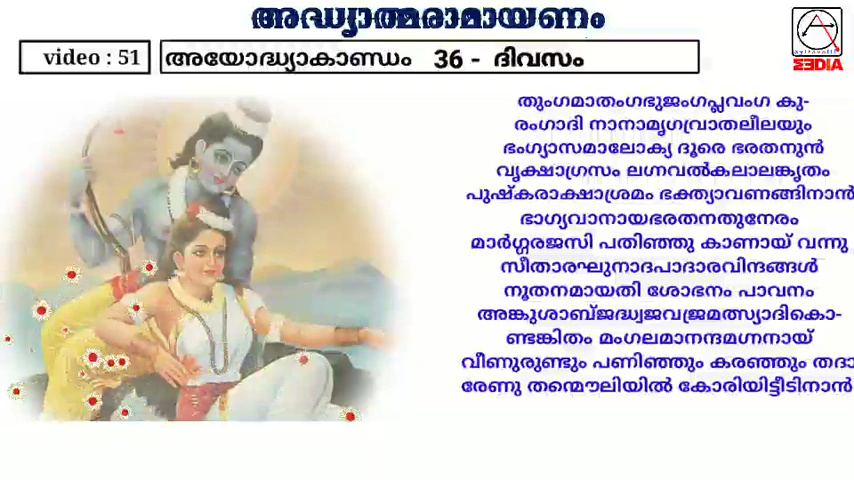 അദ്ധ്യാത്മരാമായണം
video : 51
അയോദ്ധ്യാകാണ്ഡം 36 - ദിവസം
MEDIA
തുംഗമാതംഗഭുജംഗപ്ലവംഗ കു-
രംഗാദി നാനാമൃഗവ്രാതലീലയും
ഭംഗ്യാസമാലോക്യ ദൂരെ ഭരതനുൻ
വൃക്ഷാഗ്രസം ലഗ്നവൽകലാലങ്കൃതം
പുഷ്കരാക്ഷാശ്രമം ഭക്ത്യാവണങ്ങിനാൻ
ഭാഗ്യവാനായഭരതനതുനേരം
മാർഗ്ഗരജസി പതിഞ്ഞു കാണായ് വന്നു
സീതാരഘുനാദപാദാരവിന്ദങ്ങൾ
നൂതനമായതി ശോഭനം പാവനം
അങ്കുശാബ്ജദ്ധ്വജവജ്രമത്സ്യാദികൊ-
ണ്ടങ്കിതം മംഗലമാനന്ദമഗ്നനായ്
വീണുരുണ്ടും പണിഞ്ഞും കരഞ്ഞും തദാ
രേണു തന്മൌലിയിൽ കോരിയിട്ടീടിനാൻ